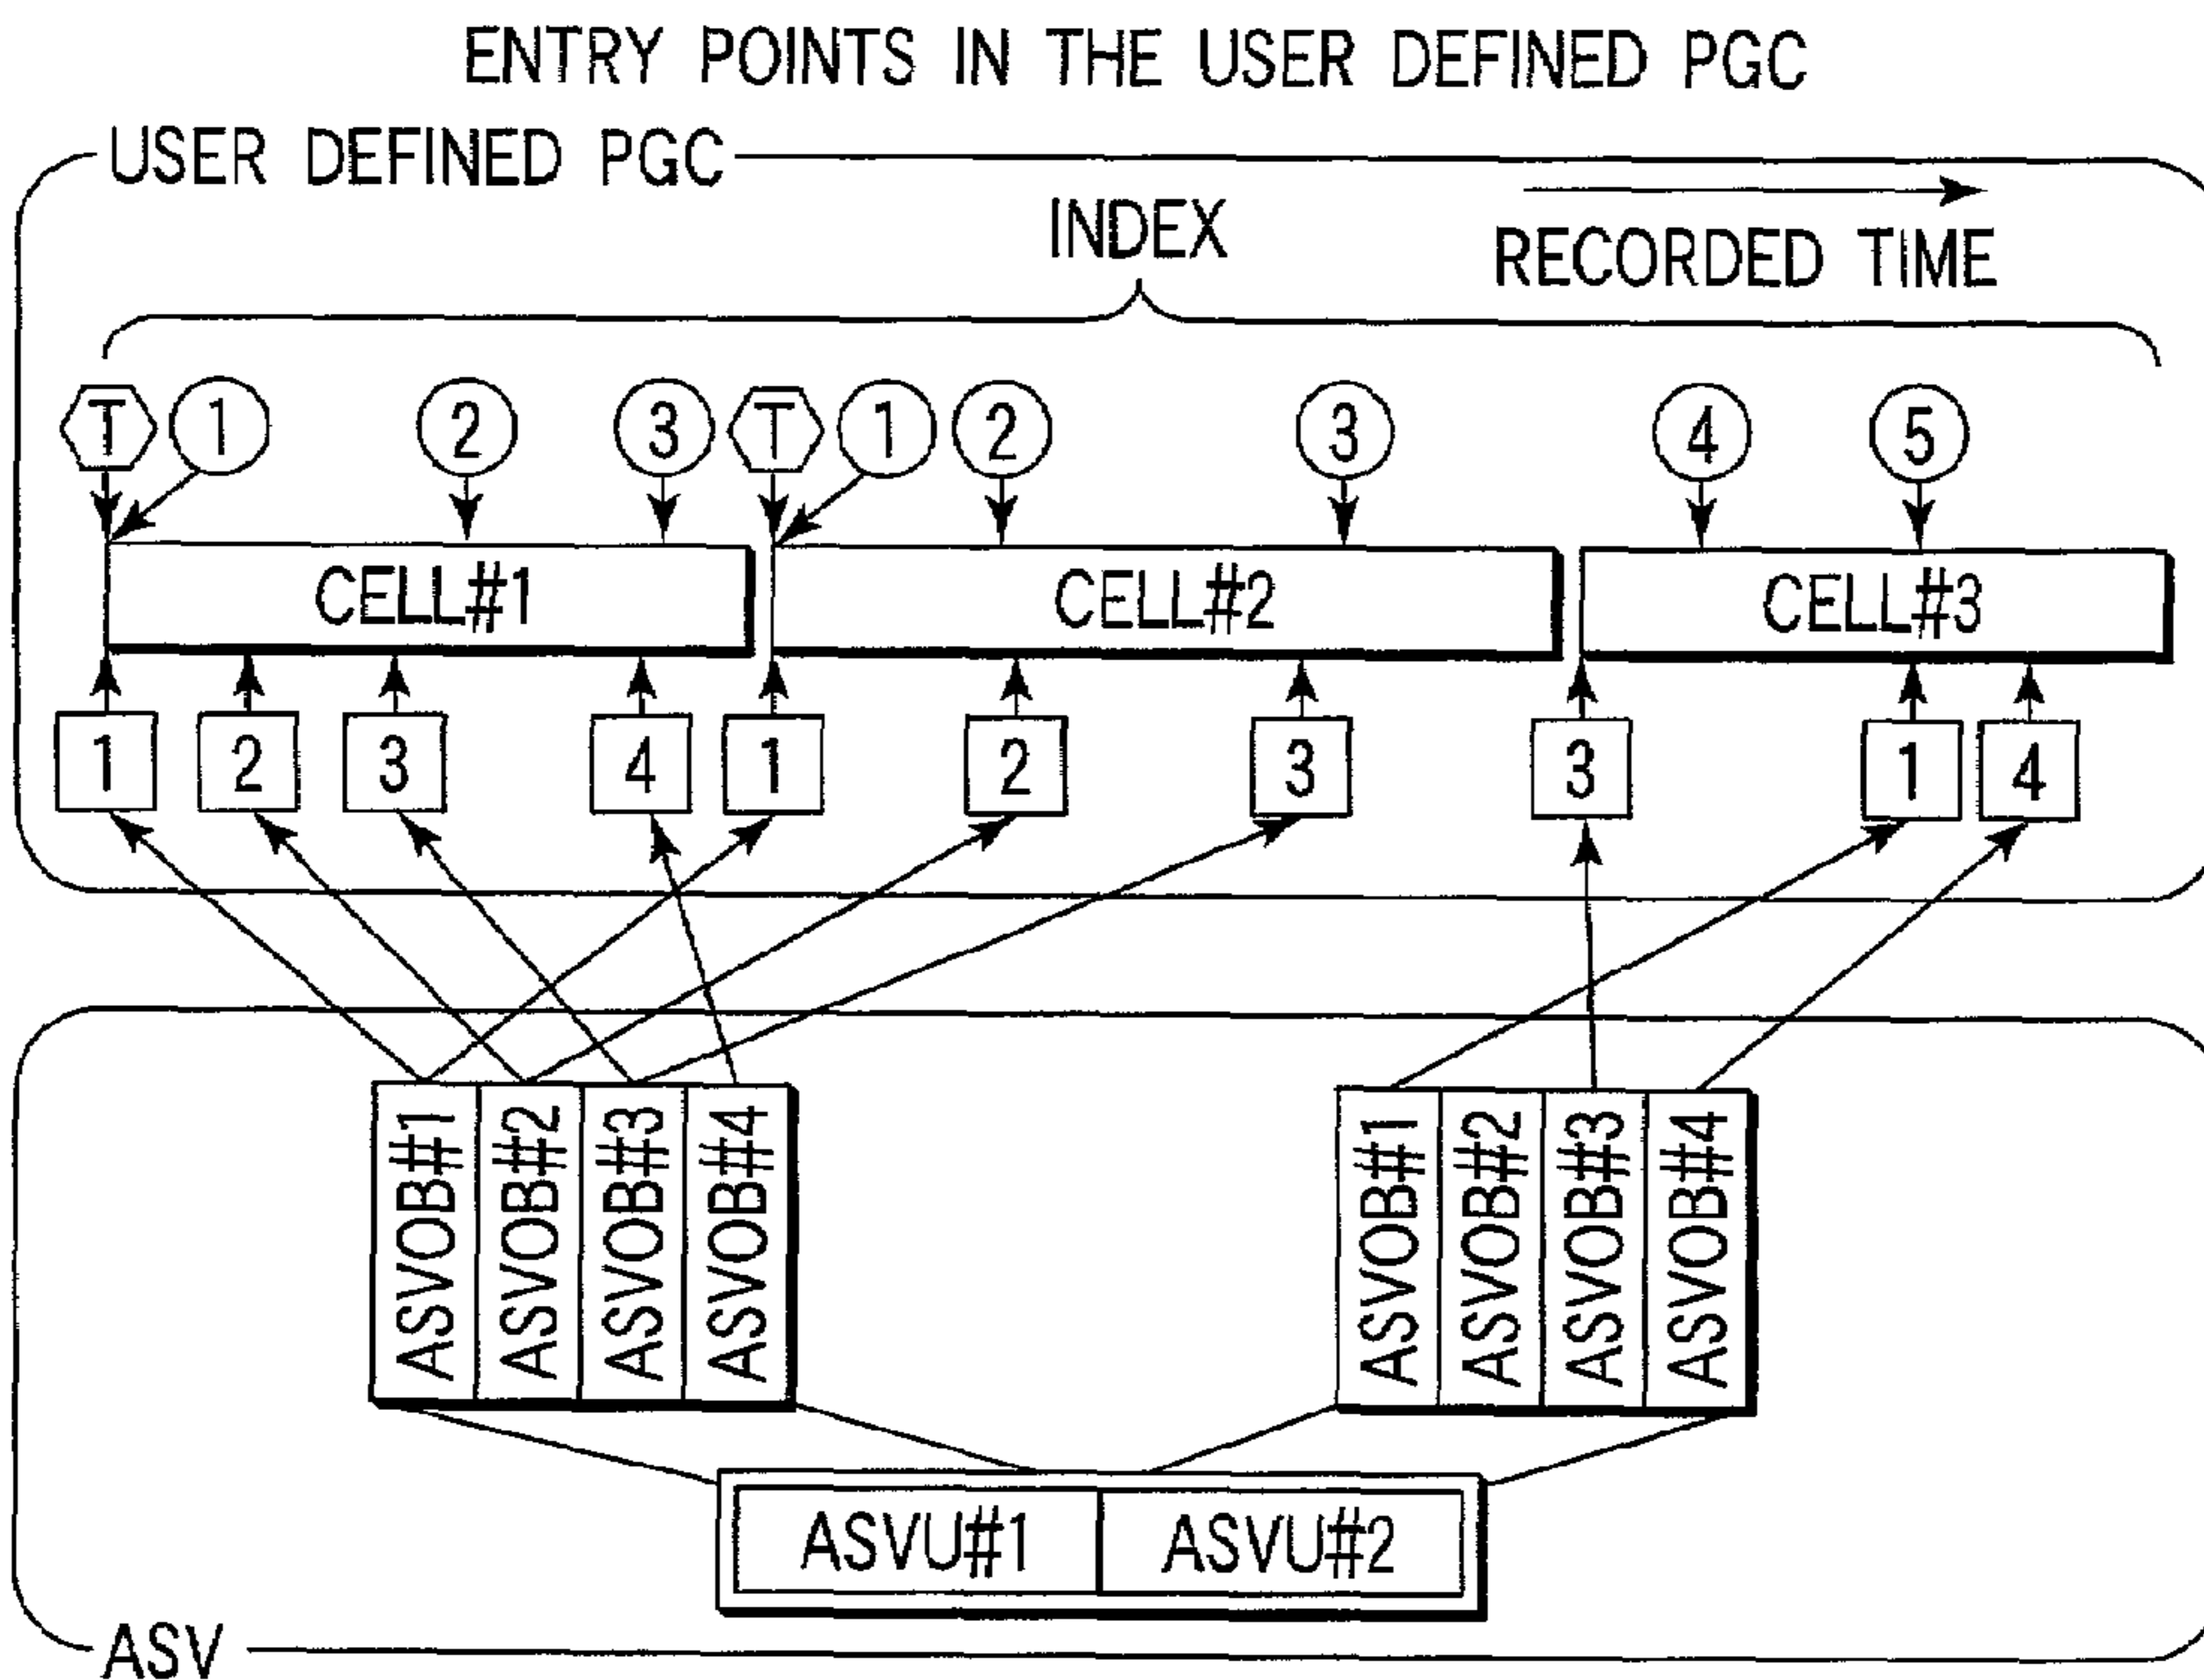 ENTRY POINTS IN THE USER DEFINED PGC
USER DEFINED PGC
INDEX
RECORDED TIME
T 1 2 3 T 1 2 3 4 5
CELL#1 CELL#2 CELL#3
1 2 3 4 1 2 3 3 1 4
ASVOB#1
ASVOB#2
ASVOB#3
ASVOB#4
ASVOB#1
ASVOB#2
ASVOB#3
ASVOB#4
ASVU#1 ASVU#2
ASV